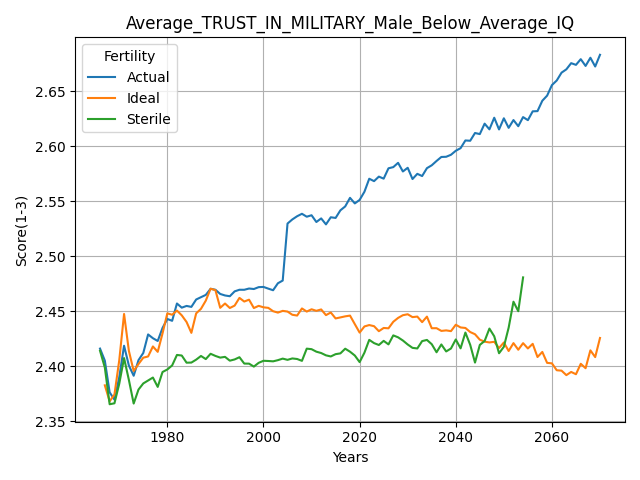 Average_TRUST_IN_MILITARY_Male_Below_Average_IQ
Fertility
Actual
Ideal
Sterile
Score(1-3)
2.65
2.60
2.55
2.50
2.45
2.40
2.35
1980
2000
2020
2040
2060
Years